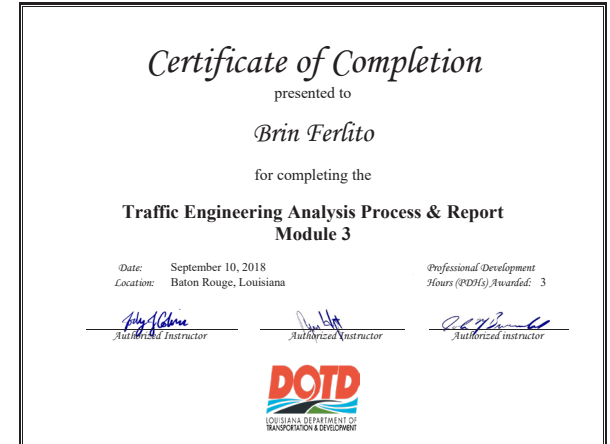 Certificate of Completion
presented to
Brin Ferlito
for completing the
Traffic Engineering Analysis Process & Report
Module 3
Date: September 10, 2018
Location: Baton Rouge, Louisiana
Professional Development
Hours (PDHs) Awarded: 3
Authorized Instructor
Authorized Instructor
Authorized instructor
DOTD
LOUISIANA DEPARTMENT OF
TRANSPORTATION & DEVELOPMENT